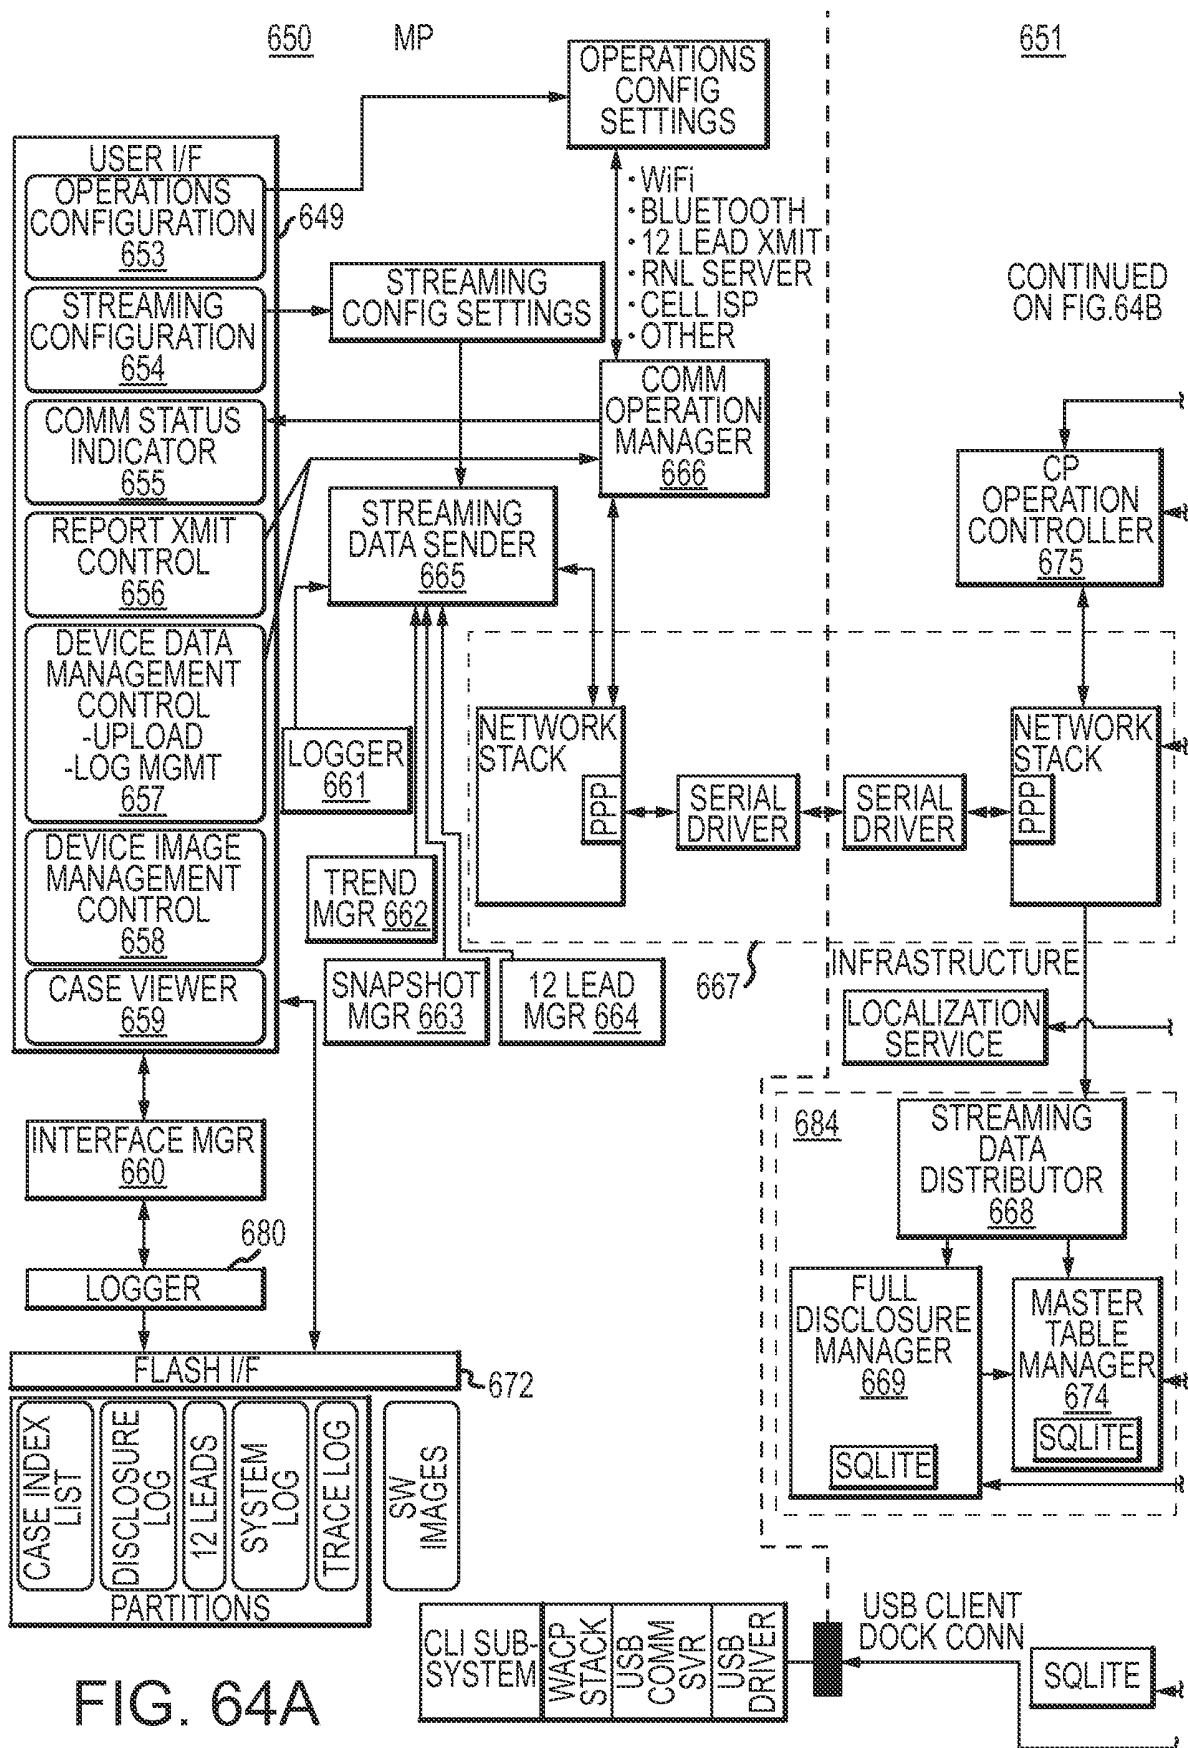 650
MP
651
OPERATIONS
CONFIG
SETTINGS
USER I/F
OPERATIONS
CONFIGURATION
653
649
STREAMING
CONFIGURATION
654
COMM STATUS
INDICATOR
655
REPORT XMIT
CONTROL
656
DEVICE DATA
MANAGEMENT
CONTROL
-UPLOAD
-LOG MGMT
657
DEVICE IMAGE
MANAGEMENT
CONTROL
658
CASE VIEWER
659
STREAMING
CONFIG SETTINGS
· WiFi
· BLUETOOTH
· 12 LEAD XMIT
· RNL SERVER
· CELL ISP
· OTHER
CONTINUED
ON FIG.64B
COMM
OPERATION
MANAGER
666
STREAMING
DATA SENDER
665
CP
OPERATION
CONTROLLER
675
LOGGER
661
TREND
MGR 662
SNAPSHOT
MGR 663
12 LEAD
MGR 664
NETWORK
STACK
PPP
SERIAL
DRIVER
SERIAL
DRIVER
NETWORK
STACK
PPP
667
INFRASTRUCTURE
LOCALIZATION
SERVICE
INTERFACE MGR
660
680
LOGGER
FLASH I/F
672
684
STREAMING
DATA
DISTRIBUTOR
668
FULL
DISCLOSURE
MANAGER
669
SQLITE
MASTER
TABLE
MANAGER
674
SQLITE
CASE INDEX
LIST
DISCLOSURE
LOG
12 LEADS
SYSTEM
LOG
TRACE LOG
SW
IMAGES
PARTITIONS
CLI SUB-
SYSTEM
WACP
STACK
USB
COMM
SVR
USB
DRIVER
USB CLIENT
DOCK CONN
SQLITE
FIG. 64A